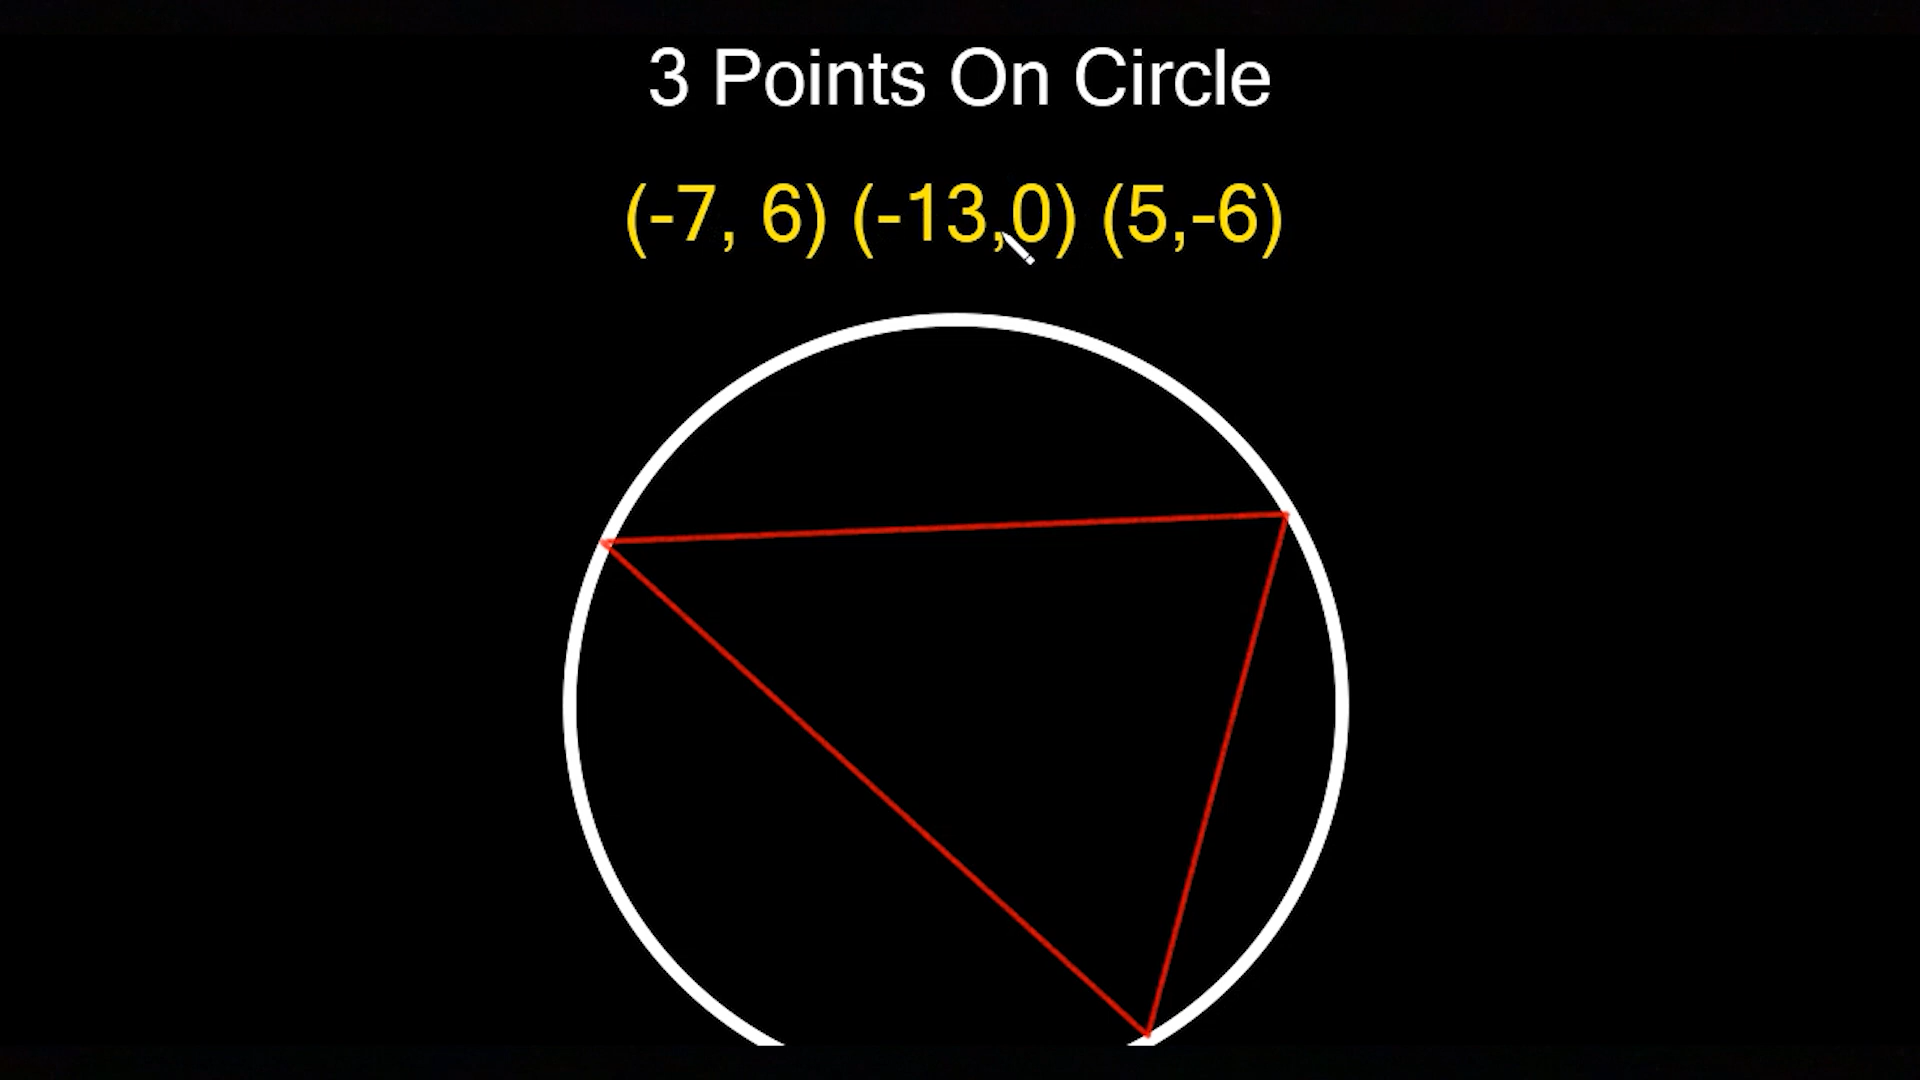 3 Points On Circle
(-7, 6) (-13,0) (5,-6)